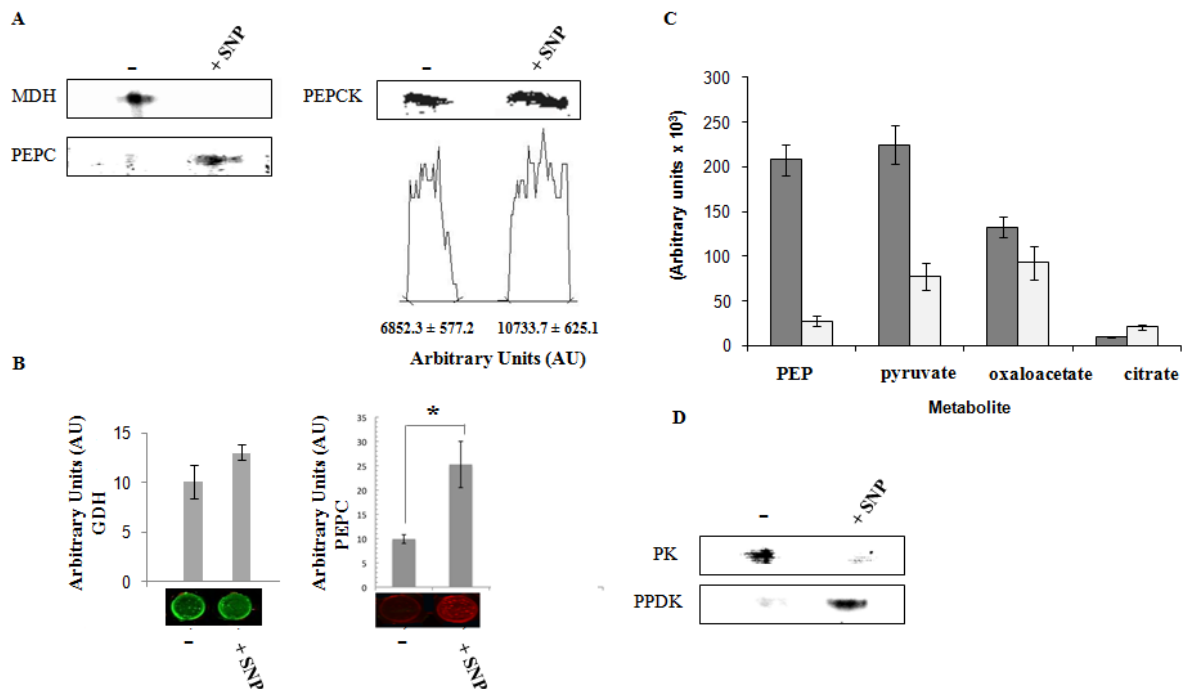 A
– + SNP
MDH
PEPC
– + SNP
PEPCK
6852.3 ± 577.2 10733.7 ± 625.1
Arbitrary Units (AU)
B
Arbitrary Units (AU)
GDH
15
10
5
0
– + SNP
Arbitrary Units (AU)
PEPC
*
35
30
25
20
15
10
5
0
– + SNP
C
(Arbitrary units x 10³)
300
250
200
150
100
50
0
PEP pyruvate oxaloacetate citrate
Metabolite
D
– + SNP
PK
PPDK